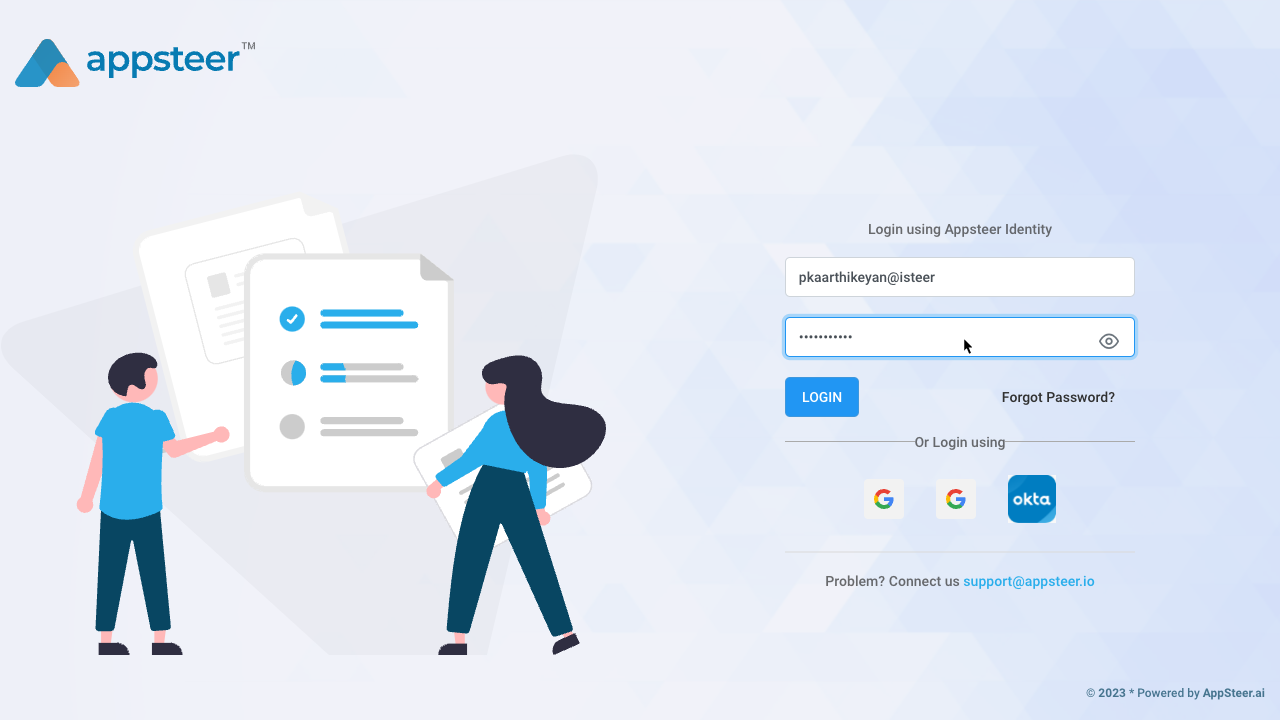 appsteer™
Login using Appsteer Identity
pkaarthikeyan@isteer
•••••••••••
LOGIN
Forgot Password?
Or Login using
okta
Problem? Connect us support@appsteer.io
© 2023 * Powered by AppSteer.ai